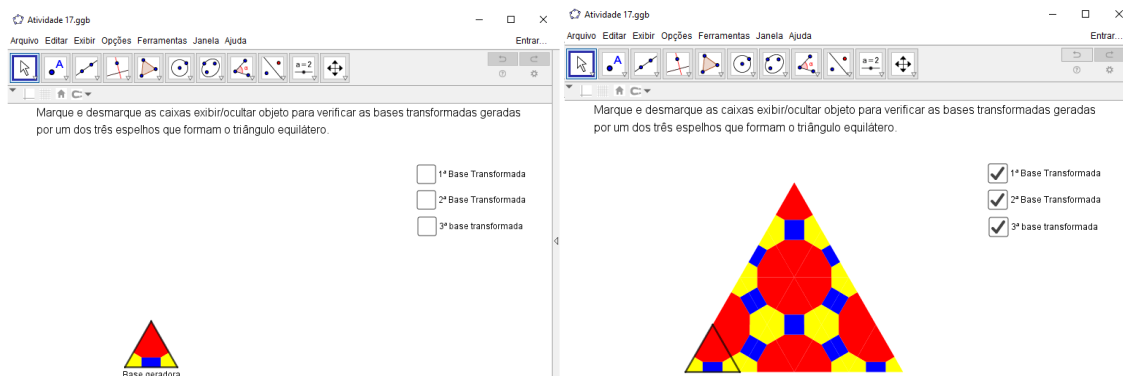 Atividade 17.ggb
Arquivo Editar Exibir Opções Ferramentas Janela Ajuda
Entrar...
A
a=2
Marque e desmarque as caixas exibir/ocultar objeto para verificar as bases transformadas geradas
por um dos três espelhos que formam o triângulo equilátero.
1ª Base Transformada
2ª Base Transformada
3ª base transformada
Base geradora
Atividade 17.ggb
Arquivo Editar Exibir Opções Ferramentas Janela Ajuda
Entrar...
A
a=2
Marque e desmarque as caixas exibir/ocultar objeto para verificar as bases transformadas geradas
por um dos três espelhos que formam o triângulo equilátero.
1ª Base Transformada
2ª Base Transformada
3ª base transformada